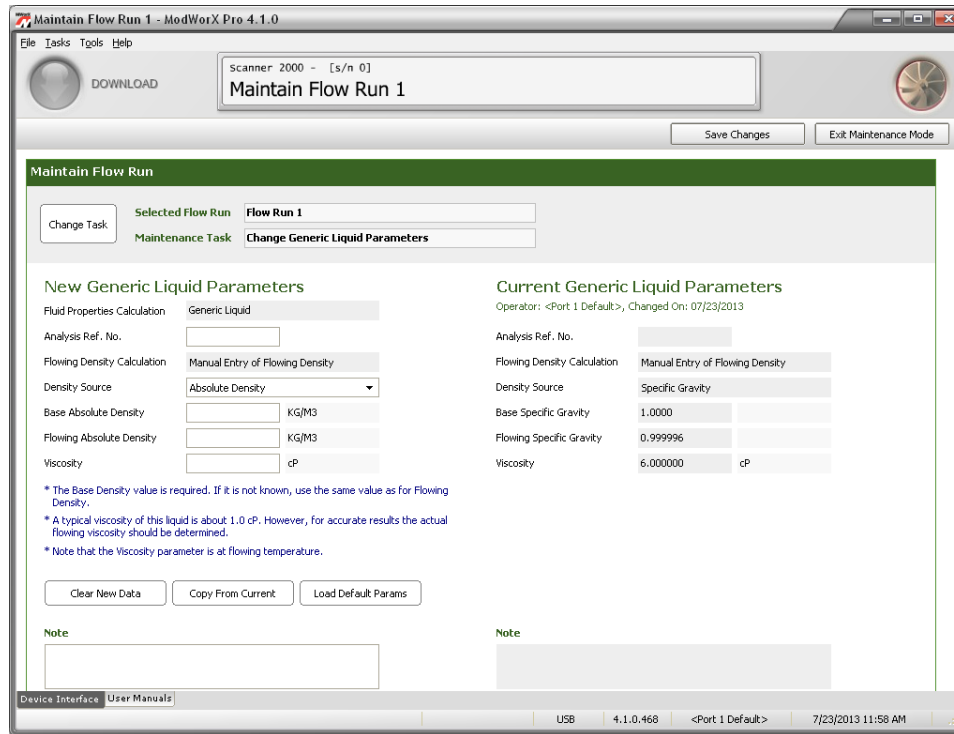 Maintain Flow Run 1 - ModWorX Pro 4.1.0
File Tasks Tools Help
DOWNLOAD
Scanner 2000 - [s/n 0]
Maintain Flow Run 1
Save Changes Exit Maintenance Mode
Maintain Flow Run
Change Task
Selected Flow Run Flow Run 1
Maintenance Task Change Generic Liquid Parameters
New Generic Liquid Parameters
Fluid Properties Calculation Generic Liquid
Analysis Ref. No.
Flowing Density Calculation Manual Entry of Flowing Density
Density Source Absolute Density
Base Absolute Density KG/M3
Flowing Absolute Density KG/M3
Viscosity cP
* The Base Density value is required. If it is not known, use the same value as for Flowing
Density.
* A typical viscosity of this liquid is about 1.0 cP. However, for accurate results the actual
flowing viscosity should be determined.
* Note that the Viscosity parameter is at flowing temperature.
Clear New Data Copy From Current Load Default Params
Note
Current Generic Liquid Parameters
Operator: <Port 1 Default>, Changed On: 07/23/2013
Analysis Ref. No.
Flowing Density Calculation Manual Entry of Flowing Density
Density Source Specific Gravity
Base Specific Gravity 1.0000
Flowing Specific Gravity 0.999996
Viscosity 6.000000 cP
Note
Device Interface User Manuals
USB 4.1.0.468 <Port 1 Default> 7/23/2013 11:58 AM